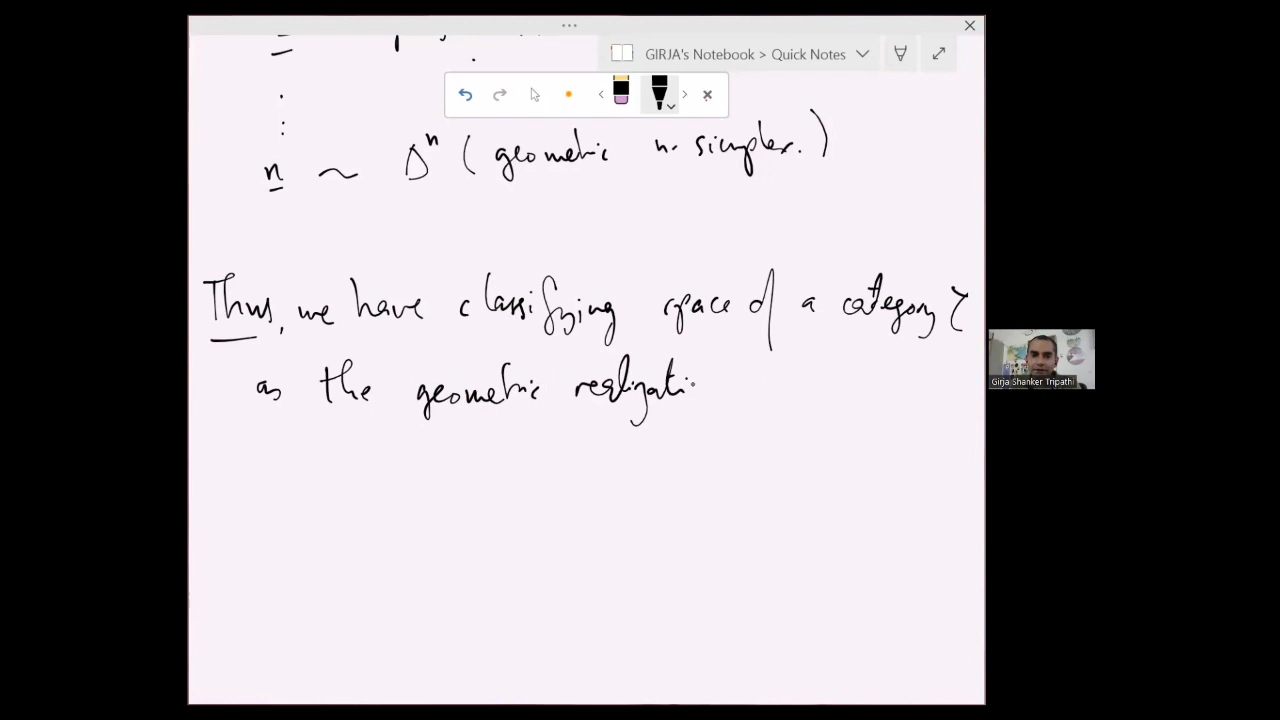 GIRJA's Notebook > Quick Notes
n ~ Δⁿ (geometric n-simplex.)
Thus, we have classifying space of a category ζ
as the geometric realizati
Girja Shanker Tripathi